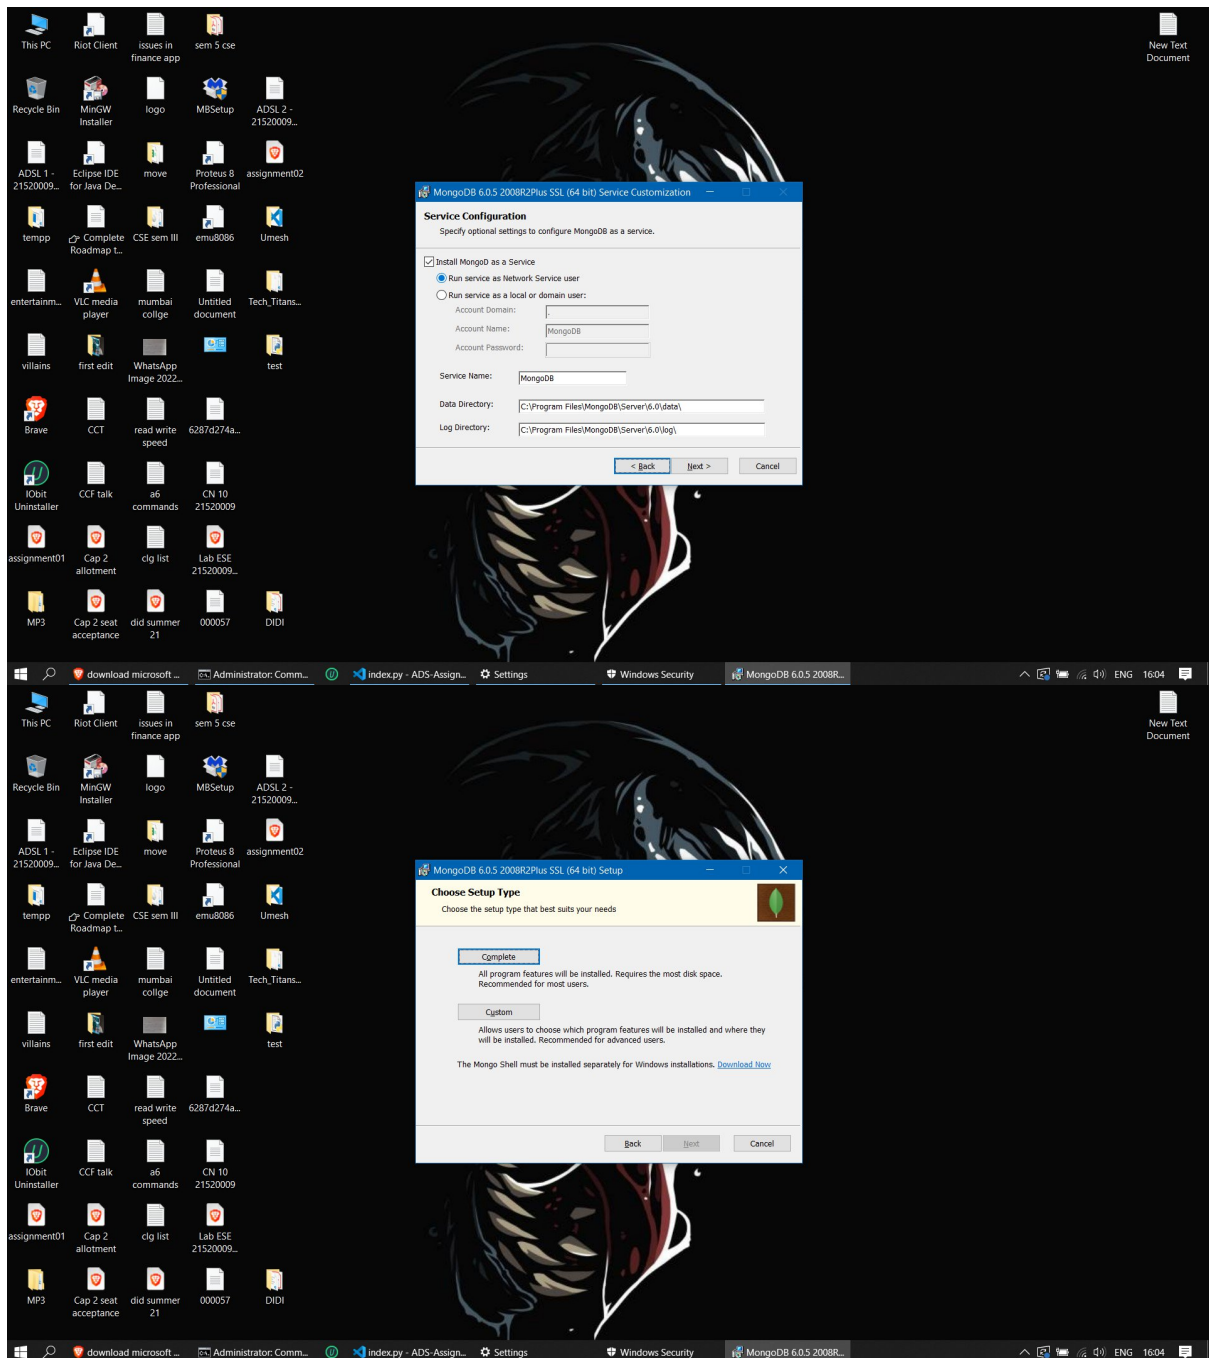 This PC
Riot Client
issues in
finance app
sem 5 cse
New Text
Document
Recycle Bin
MinGW
Installer
logo
MBSetup
ADSL 2 -
21520009...
ADSL 1 -
21520009...
Eclipse IDE
for Java De...
move
Proteus 8
Professional
assignment02
tempp
Complete
Roadmap t...
CSE sem III
emu8086
Umesh
entertainm...
VLC media
player
mumbai
collge
Untitled
document
Tech_Titans...
villains
first edit
WhatsApp
Image 2022...
test
Brave
CCT
read write
speed
6287d274a...
IObit
Uninstaller
CCF talk
a6
commands
CN 10
21520009
assignment01
Cap 2
allotment
clg list
Lab ESE
21520009...
MP3
Cap 2 seat
acceptance
did summer
21
000057
DIDI
MongoDB 6.0.5 2008R2Plus SSL (64 bit) Service Customization
Service Configuration
Specify optional settings to configure MongoDB as a service.
Install MongoD as a Service
Run service as Network Service user
Run service as a local or domain user:
Account Domain:
.
Account Name:
MongoDB
Account Password:
Service Name:
MongoDB
Data Directory:
C:\Program Files\MongoDB\Server\6.0\data\
Log Directory:
C:\Program Files\MongoDB\Server\6.0\log\
< Back
Next >
Cancel
download microsoft ...
Administrator: Comm...
index.py - ADS-Assign...
Settings
Windows Security
MongoDB 6.0.5 2008R...
ENG
16:04
This PC
Riot Client
issues in
finance app
sem 5 cse
New Text
Document
Recycle Bin
MinGW
Installer
logo
MBSetup
ADSL 2 -
21520009...
ADSL 1 -
21520009...
Eclipse IDE
for Java De...
move
Proteus 8
Professional
assignment02
tempp
Complete
Roadmap t...
CSE sem III
emu8086
Umesh
entertainm...
VLC media
player
mumbai
collge
Untitled
document
Tech_Titans...
villains
first edit
WhatsApp
Image 2022...
test
Brave
CCT
read write
speed
6287d274a...
IObit
Uninstaller
CCF talk
a6
commands
CN 10
21520009
assignment01
Cap 2
allotment
clg list
Lab ESE
21520009...
MP3
Cap 2 seat
acceptance
did summer
21
000057
DIDI
MongoDB 6.0.5 2008R2Plus SSL (64 bit) Setup
Choose Setup Type
Choose the setup type that best suits your needs
Complete
All program features will be installed. Requires the most disk space.
Recommended for most users.
Custom
Allows users to choose which program features will be installed and where they
will be installed. Recommended for advanced users.
The Mongo Shell must be installed separately for Windows installations. Download Now
Back
Next
Cancel
download microsoft ...
Administrator: Comm...
index.py - ADS-Assign...
Settings
Windows Security
MongoDB 6.0.5 2008R...
ENG
16:04